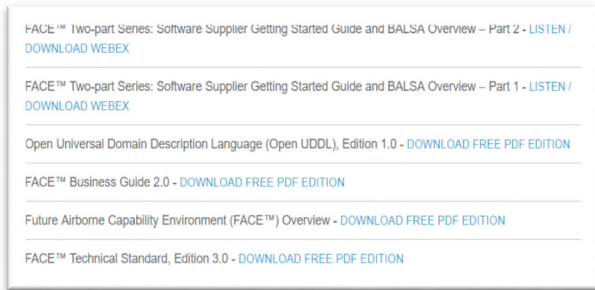 FACE™ Two-part Series: Software Supplier Getting Started Guide and BALSA Overview – Part 2 - LISTEN /
DOWNLOAD WEBEX
FACE™ Two-part Series: Software Supplier Getting Started Guide and BALSA Overview – Part 1 - LISTEN /
DOWNLOAD WEBEX
Open Universal Domain Description Language (Open UDDL), Edition 1.0 - DOWNLOAD FREE PDF EDITION
FACE™ Business Guide 2.0 - DOWNLOAD FREE PDF EDITION
Future Airborne Capability Environment (FACE™) Overview - DOWNLOAD FREE PDF EDITION
FACE™ Technical Standard, Edition 3.0 - DOWNLOAD FREE PDF EDITION